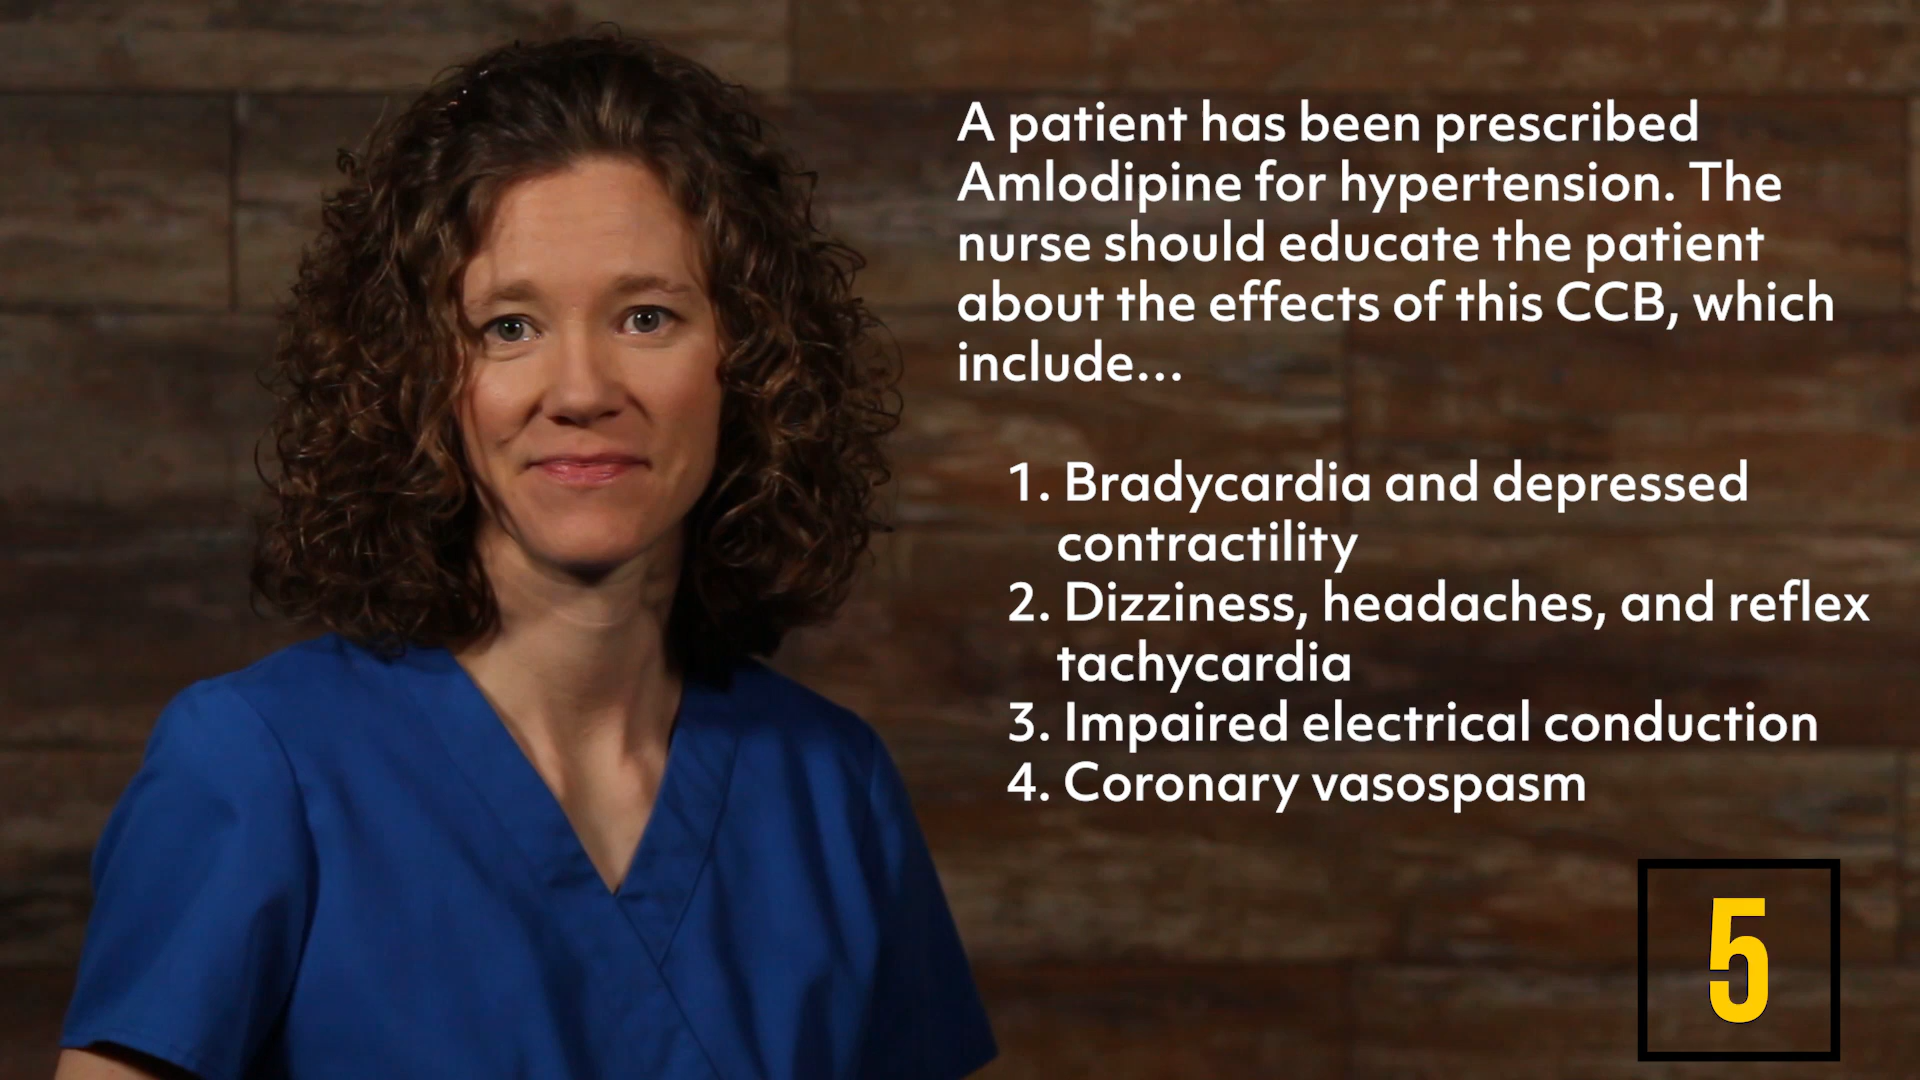 A patient has been prescribed
Amlodipine for hypertension. The
nurse should educate the patient
about the effects of this CCB, which
include...
1. Bradycardia and depressed
contractility
2. Dizziness, headaches, and reflex
tachycardia
3. Impaired electrical conduction
4. Coronary vasospasm
5